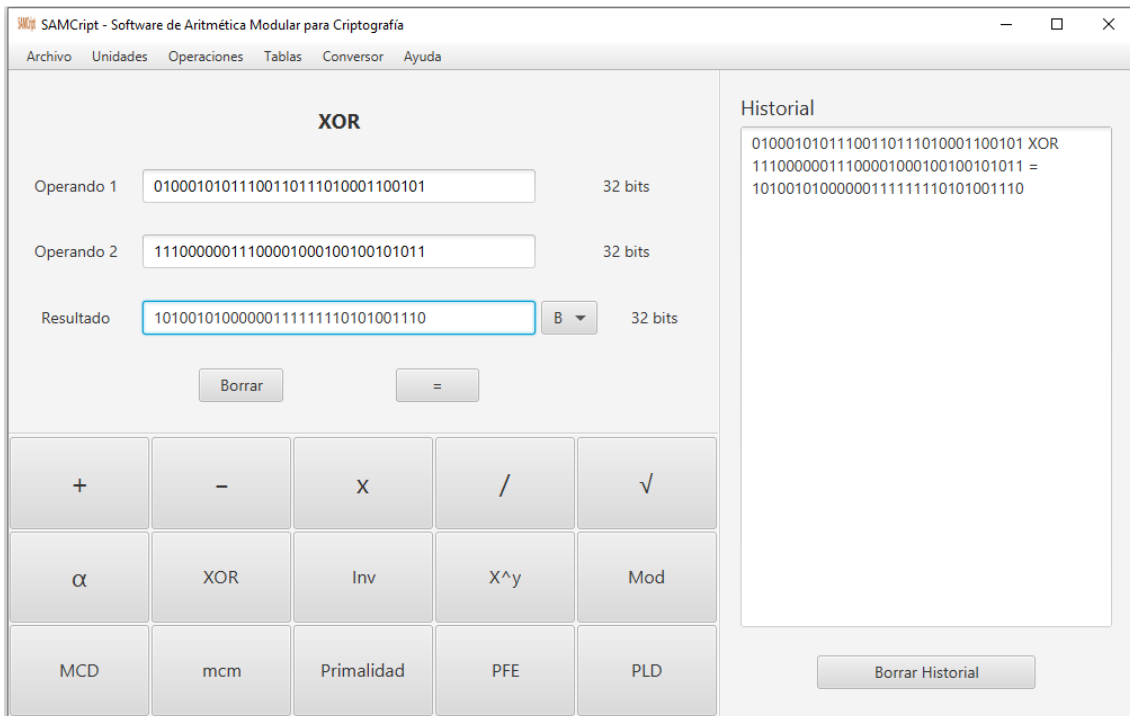 SAMCript - Software de Aritmética Modular para Criptografía
Archivo Unidades Operaciones Tablas Conversor Ayuda
XOR
Operando 1 01000101011100110111010001100101 32 bits
Operando 2 11100000011100001000100100101011 32 bits
Resultado 10100101000000111111110101001110 B 32 bits
Borrar =
+ - x / √
α XOR Inv X^y Mod
MCD mcm Primalidad PFE PLD
Historial
01000101011100110111010001100101 XOR
11100000011100001000100100101011 =
10100101000000111111110101001110
Borrar Historial